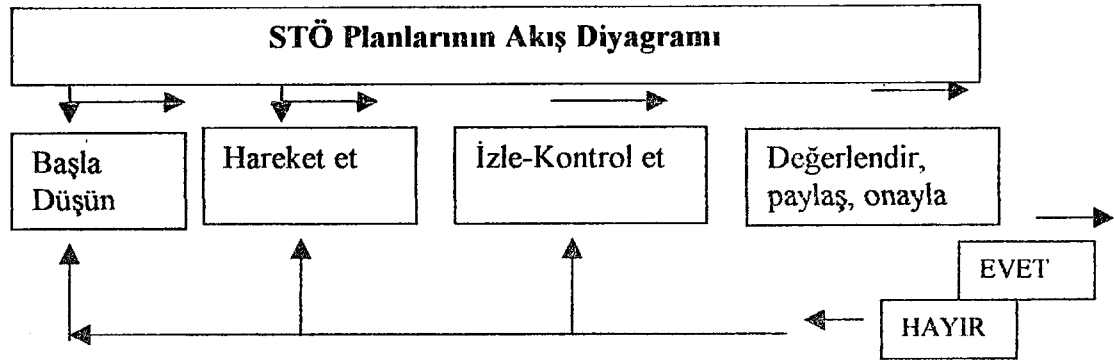 STÖ Planlarının Akış Diyagramı
Başla
Düşün
Hareket et
İzle-Kontrol et
Değerlendir,
paylaş, onayla
EVET
HAYIR